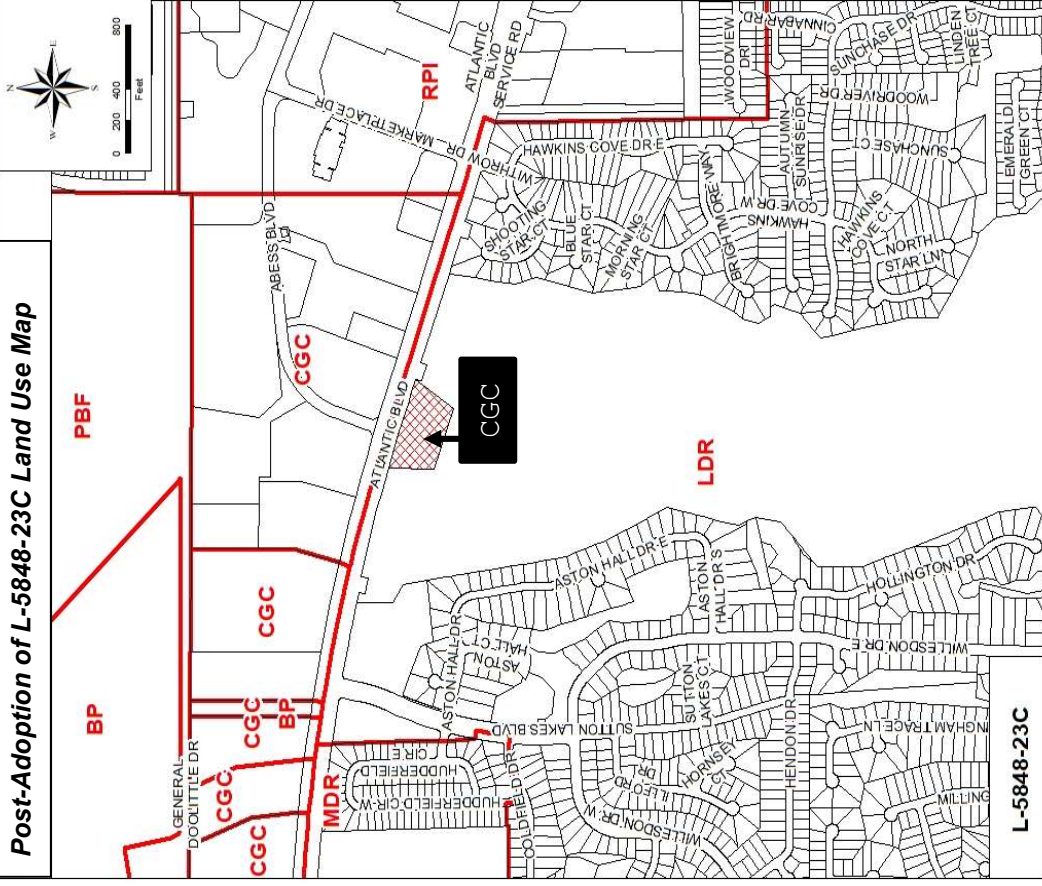 Post-Adoption of L-5848-23C Land Use Map
N
W
E
S
0
200
400
800
Feet
PBF
BP
GENERAL
DOOLITTLE DR
CGC
CGC
CGC
BP
CGC
CGC
ABESS BLVD
MARKETPLACE DR
RPI
ATLANTIC
BLVD
SERVICE RD
WITHROW DR
ATLANTIC BLVD
CGC
MDR
LDR
HUDDERFIELD CIR W
HUDDERFIELD
CIR E
COLDFIELD DR
SUTTON LAKES BLVD
ASTON HALL DR
ASTON
HALL CT
ASTON HALL DR E
ASTON
HALL DR S
SUTTON
LAKES CT
HENDON DR
HOLLINGTON DR
WILLESDON DR E
WILLESDON DR W
ILLFORD
DR
HORNSEY
CT
NGHAM TRACE LN
MILLING
HAWKINS COVE DR E
SHOOTING
STAR CT
BLUE
STAR CT
MORNING
STAR CT
BRIGHTMORE WAY
HAWKINS
COVE DR W
AUTUMN
SUNRISE DR
HAWKINS
COVE CT
NORTH
STAR LN
WOODVIEW
DR
CINNABAR RD
SUNCHASE DR
WOODRIVER DR
SUNCHASE CT
LINDEN
TREE CT
EMERALD
GREEN CT
L-5848-23C